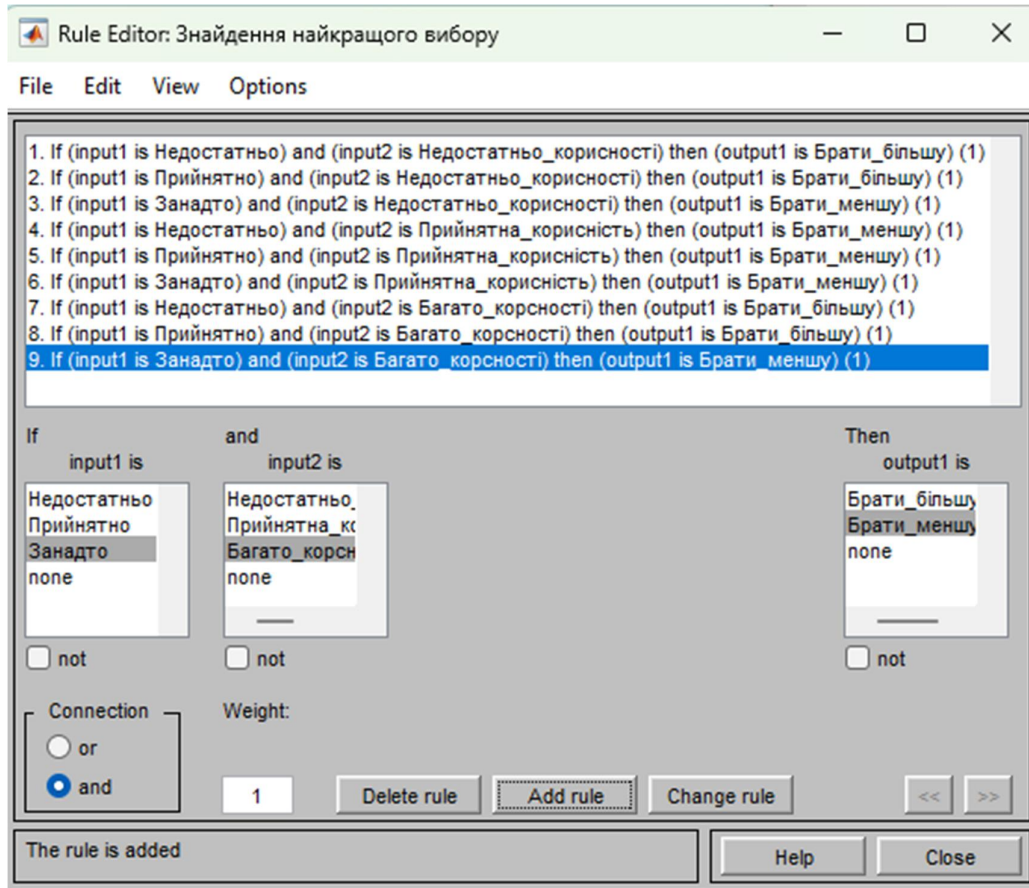 Rule Editor: Знайдення найкращого вибору
File Edit View Options
1. If (input1 is Недостатньо) and (input2 is Недостатньо_корисності) then (output1 is Брати_більшу) (1)
2. If (input1 is Прийнятно) and (input2 is Недостатньо_корисності) then (output1 is Брати_більшу) (1)
3. If (input1 is Занадто) and (input2 is Недостатньо_корисності) then (output1 is Брати_меншу) (1)
4. If (input1 is Недостатньо) and (input2 is Прийнятна_корисність) then (output1 is Брати_меншу) (1)
5. If (input1 is Прийнятно) and (input2 is Прийнятна_корисність) then (output1 is Брати_більшу) (1)
6. If (input1 is Занадто) and (input2 is Прийнятна_корисність) then (output1 is Брати_меншу) (1)
7. If (input1 is Недостатньо) and (input2 is Багато_корсності) then (output1 is Брати_більшу) (1)
8. If (input1 is Прийнятно) and (input2 is Багато_корсності) then (output1 is Брати_більшу) (1)
9. If (input1 is Занадто) and (input2 is Багато_корсності) then (output1 is Брати_меншу) (1)
If and Then
input1 is input2 is output1 is
Недостатньо Недостатньо_ Брати_більшу
Прийнятно Прийнятна_ко Брати_меншу
Занадто Багато_корсн none
none none
not not not
Connection Weight:
or
and 1 Delete rule Add rule Change rule << >>
The rule is added Help Close